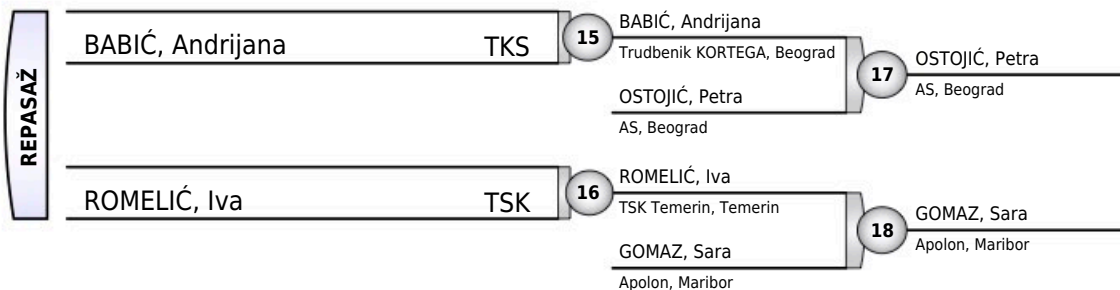 REPASAŽ
BABIĆ, Andrijana TKS
15
BABIĆ, Andrijana
Trudbenik KORTEGA, Beograd
OSTOJIĆ, Petra
AS, Beograd
17
OSTOJIĆ, Petra
AS, Beograd
ROMELIĆ, Iva TSK
16
ROMELIĆ, Iva
TSK Temerin, Temerin
GOMAZ, Sara
Apolon, Maribor
18
GOMAZ, Sara
Apolon, Maribor